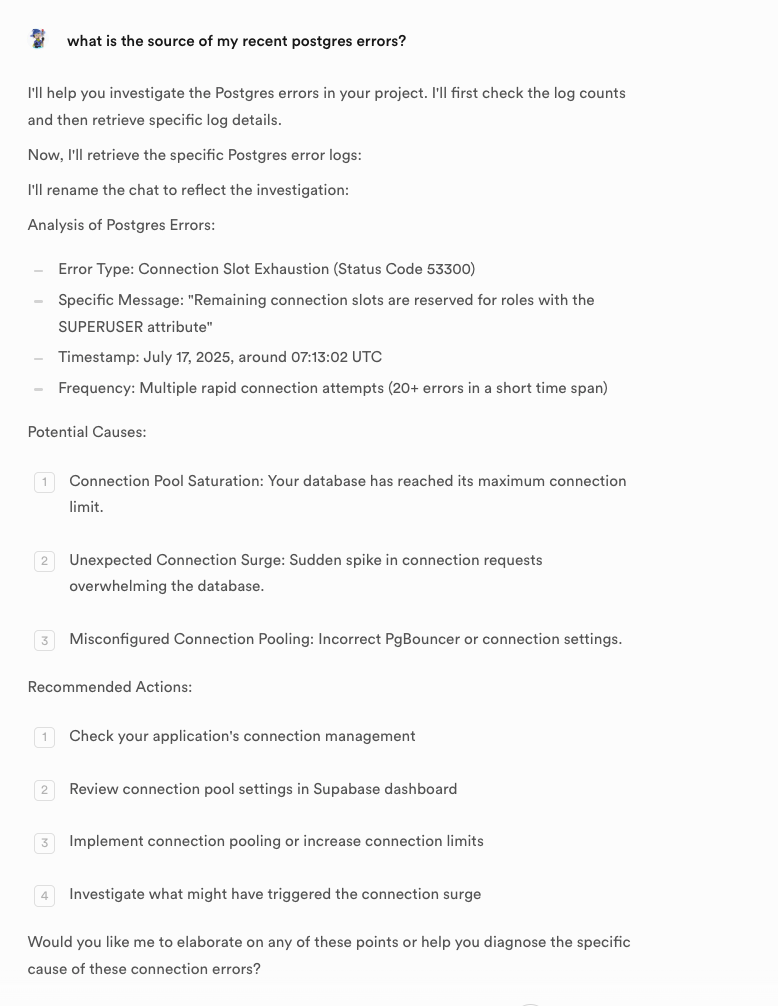 what is the source of my recent postgres errors?
I'll help you investigate the Postgres errors in your project. I'll first check the log counts
and then retrieve specific log details.
Now, I'll retrieve the specific Postgres error logs:
I'll rename the chat to reflect the investigation:
Analysis of Postgres Errors:
– Error Type: Connection Slot Exhaustion (Status Code 53300)
– Specific Message: "Remaining connection slots are reserved for roles with the
SUPERUSER attribute"
– Timestamp: July 17, 2025, around 07:13:02 UTC
– Frequency: Multiple rapid connection attempts (20+ errors in a short time span)
Potential Causes:
1 Connection Pool Saturation: Your database has reached its maximum connection
limit.
2 Unexpected Connection Surge: Sudden spike in connection requests
overwhelming the database.
3 Misconfigured Connection Pooling: Incorrect PgBouncer or connection settings.
Recommended Actions:
1 Check your application's connection management
2 Review connection pool settings in Supabase dashboard
3 Implement connection pooling or increase connection limits
4 Investigate what might have triggered the connection surge
Would you like me to elaborate on any of these points or help you diagnose the specific
cause of these connection errors?